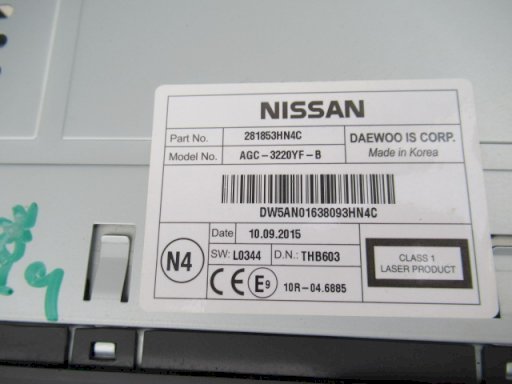 NISSAN
Part No. 281853HN4C
Model No. AGC-3220YF-B
DAEWOO IS CORP.
Made in Korea
DW5AN01638093HN4C
Date 10.09.2015
N4
SW: L0344 D.N.: THB603
CE E9 10R-04.6885
CLASS 1
LASER PRODUCT